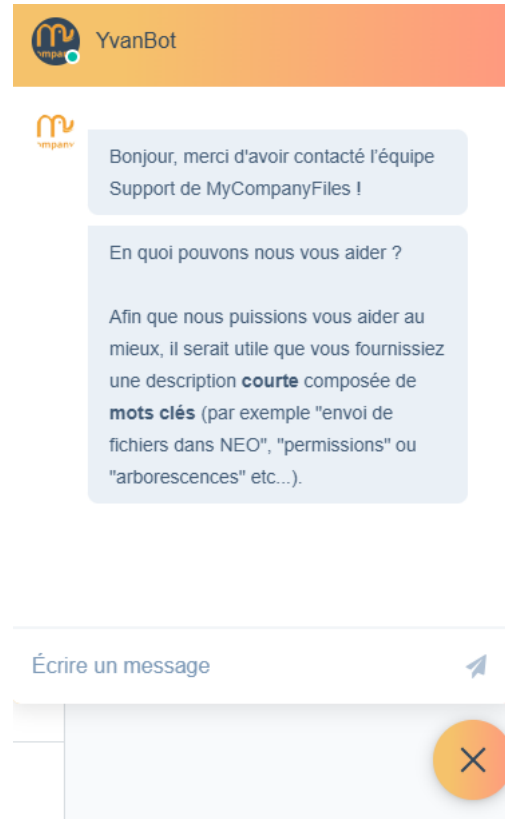 ompan
YvanBot
ompany
Bonjour, merci d'avoir contacté l'équipe
Support de MyCompanyFiles !
En quoi pouvons nous vous aider ?
Afin que nous puissions vous aider au
mieux, il serait utile que vous fournissiez
une description courte composée de
mots clés (par exemple "envoi de
fichiers dans NEO", "permissions" ou
"arborescences" etc...).
Écrire un message